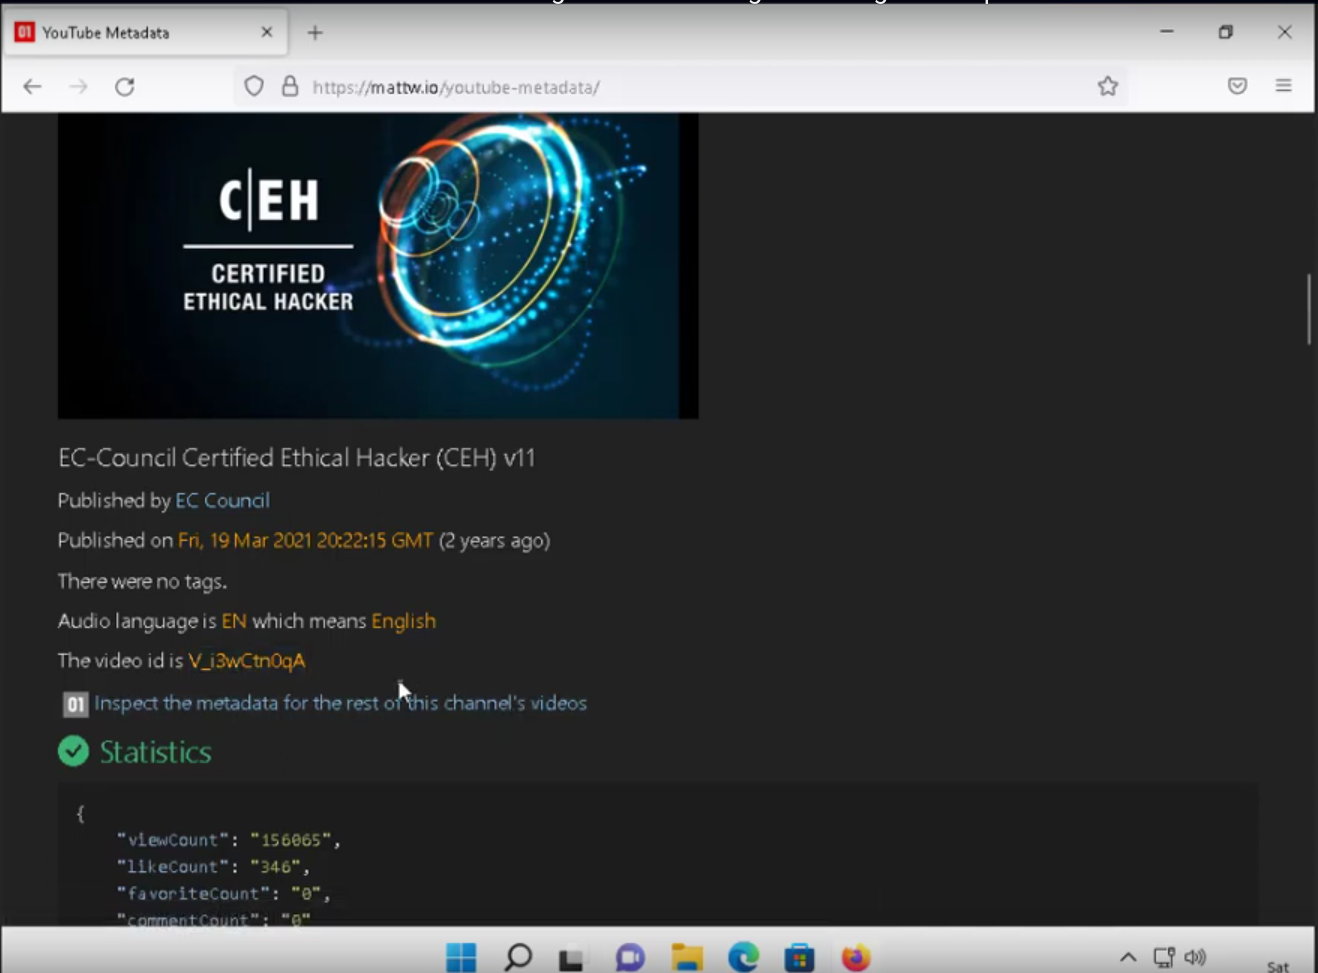 01 YouTube Metadata
https://mattw.io/youtube-metadata/
C|EH
CERTIFIED
ETHICAL HACKER
EC-Council Certified Ethical Hacker (CEH) v11
Published by EC Council
Published on Fri, 19 Mar 2021 20:22:15 GMT (2 years ago)
There were no tags.
Audio language is EN which means English
The video id is V_i3wCtn0qA
01 Inspect the metadata for the rest of this channel's videos
Statistics
{
"viewCount": "156065",
"likeCount": "346",
"favoriteCount": "0",
"commentCount": "0"
Sat